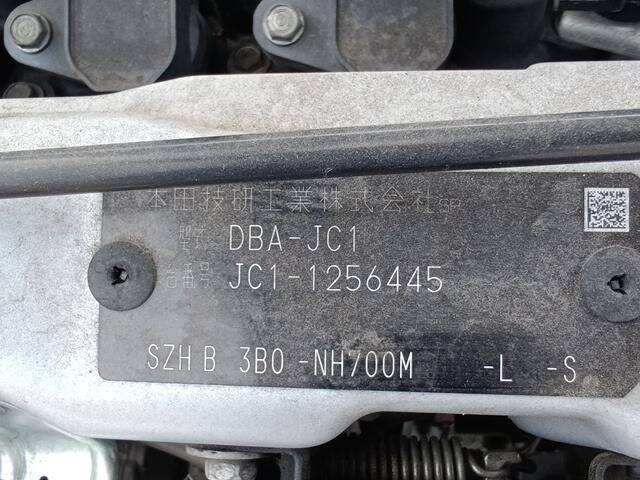 本田技研工業株式会社 GP
型式 DBA-JC1
台番号 JC1-1256445
SZH B 3B0 -NH700M -L -S